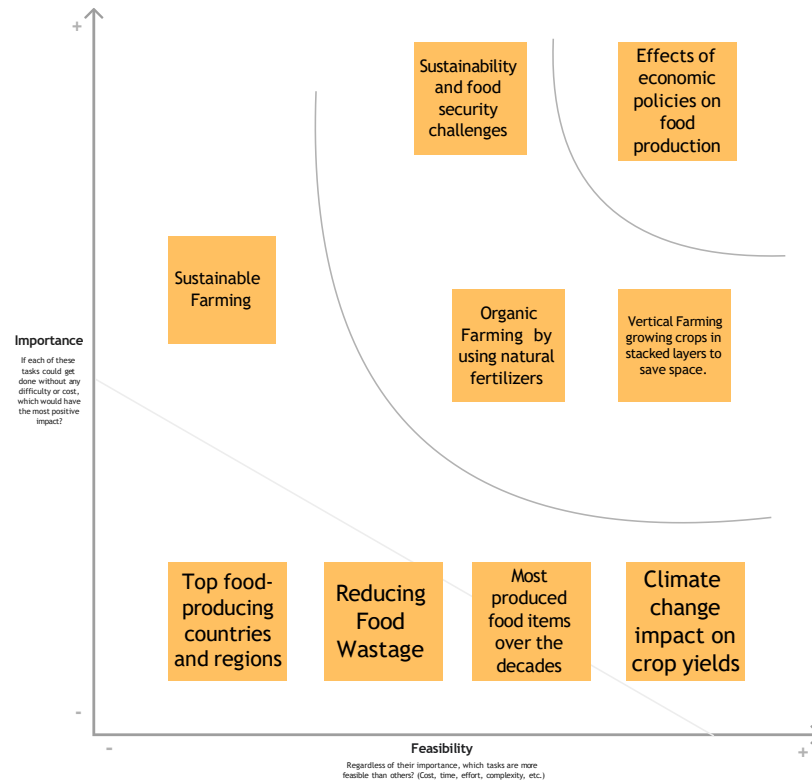 +
Sustainability
and food
security
challenges
Effects of
economic
policies on
food
production
Sustainable
Farming
Organic
Farming by
using natural
fertilizers
Vertical Farming
growing crops in
stacked layers to
save space.
Importance
If each of these
tasks could get
done without any
difficulty or cost,
which would have
the most positive
impact?
Top food-
producing
countries
and regions
Reducing
Food
Wastage
Most
produced
food items
over the
decades
Climate
change
impact on
crop yields
-
-
Feasibility
+
Regardless of their importance, which tasks are more
feasible than others? (Cost, time, effort, complexity, etc.)